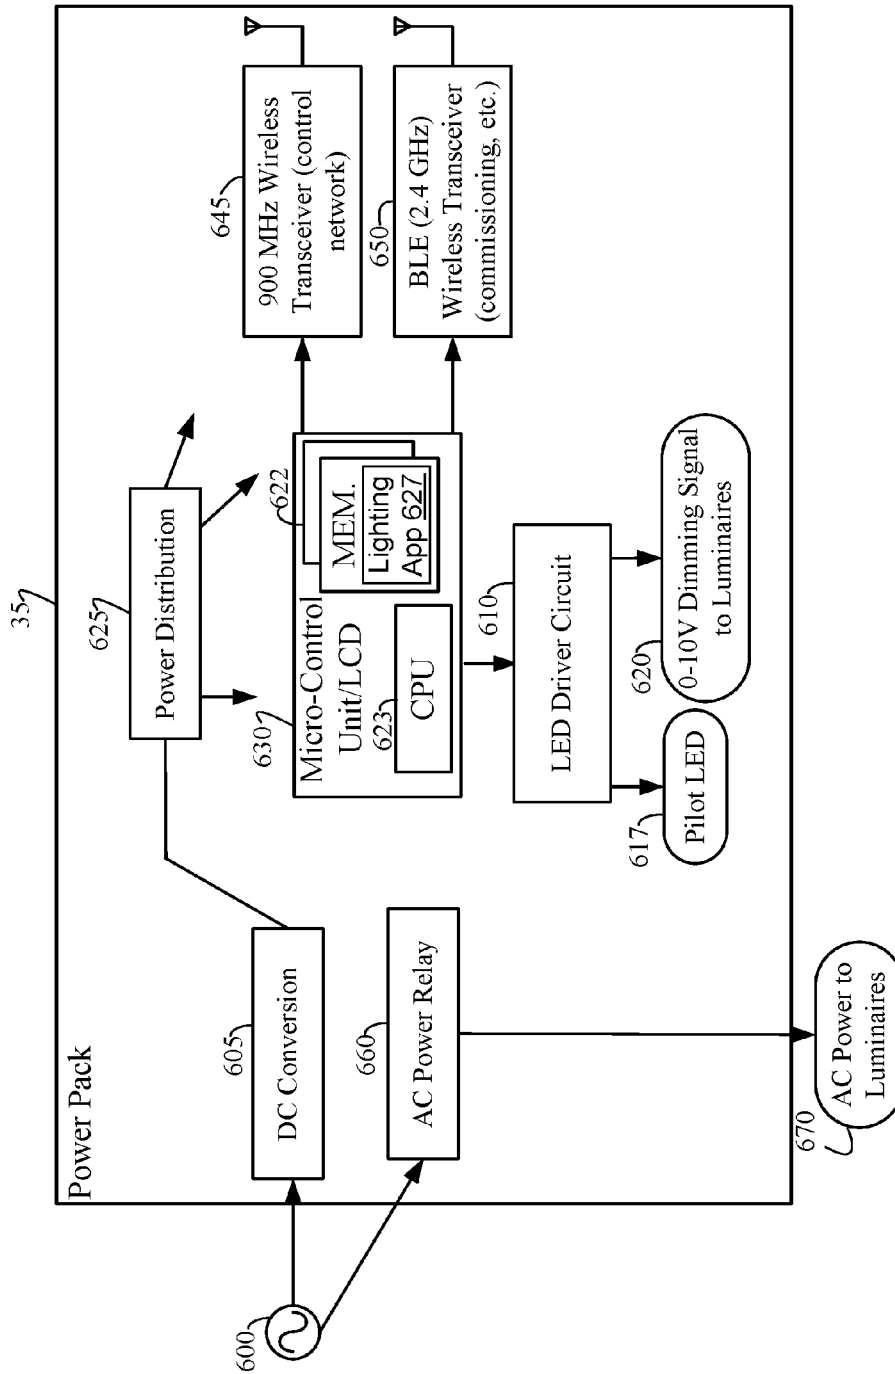 Power Pack
35
600
605
DC Conversion
660
AC Power Relay
670
AC Power to
Luminaires
625
Power Distribution
630
Micro-Control
Unit/LCD
623
CPU
622
MEM.
Lighting
App 627
610
LED Driver Circuit
617
Pilot LED
620
0-10V Dimming Signal
to Luminaires
645
900 MHz Wireless
Transceiver (control
network)
650
BLE (2.4 GHz)
Wireless Transceiver
(commissioning, etc.)